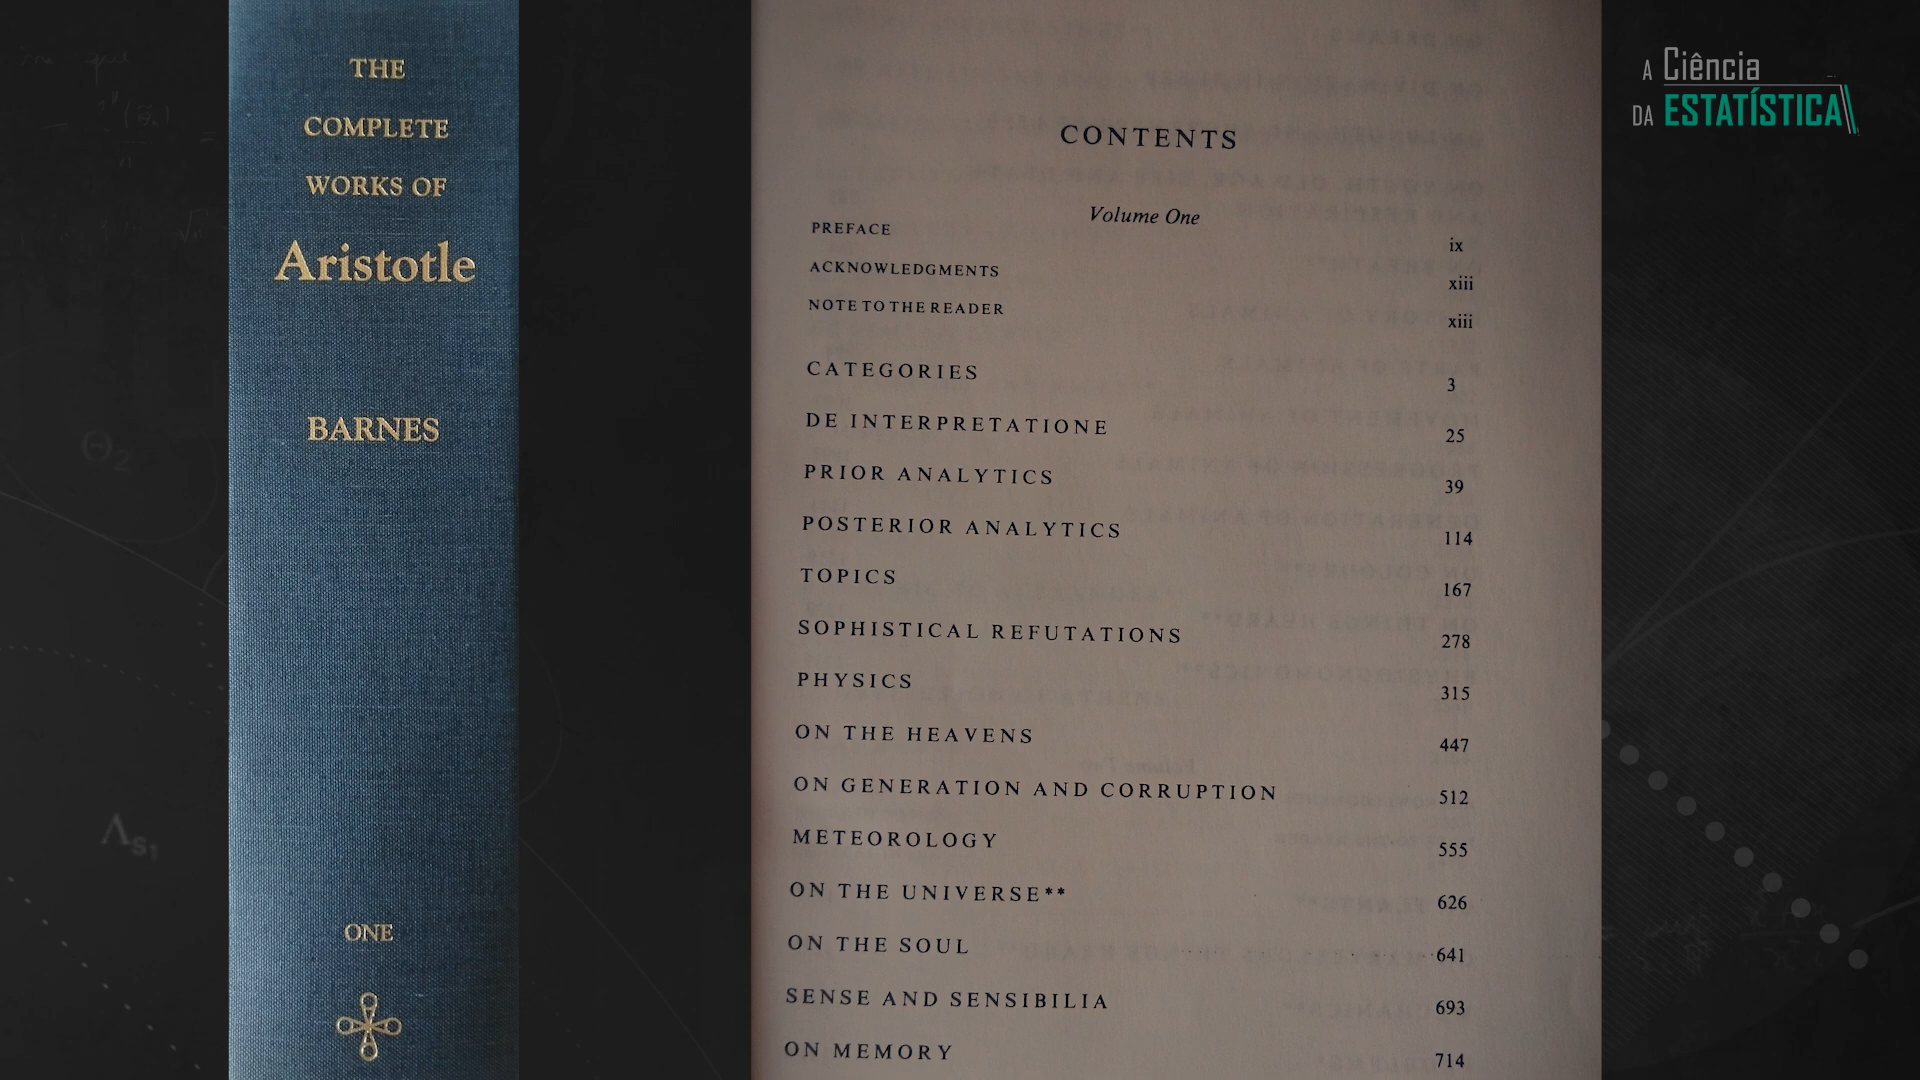 THE
COMPLETE
WORKS OF
Aristotle
BARNES
ONE
CONTENTS
Volume One
PREFACE ix
ACKNOWLEDGMENTS xiii
NOTE TO THE READER xiii
CATEGORIES 3
DE INTERPRETATIONE 25
PRIOR ANALYTICS 39
POSTERIOR ANALYTICS 114
TOPICS 167
SOPHISTICAL REFUTATIONS 278
PHYSICS 315
ON THE HEAVENS 447
ON GENERATION AND CORRUPTION 512
METEOROLOGY 555
ON THE UNIVERSE** 626
ON THE SOUL 641
SENSE AND SENSIBILIA 693
ON MEMORY 714
A Ciência
DA ESTATÍSTICA
Θ2
ΛS1